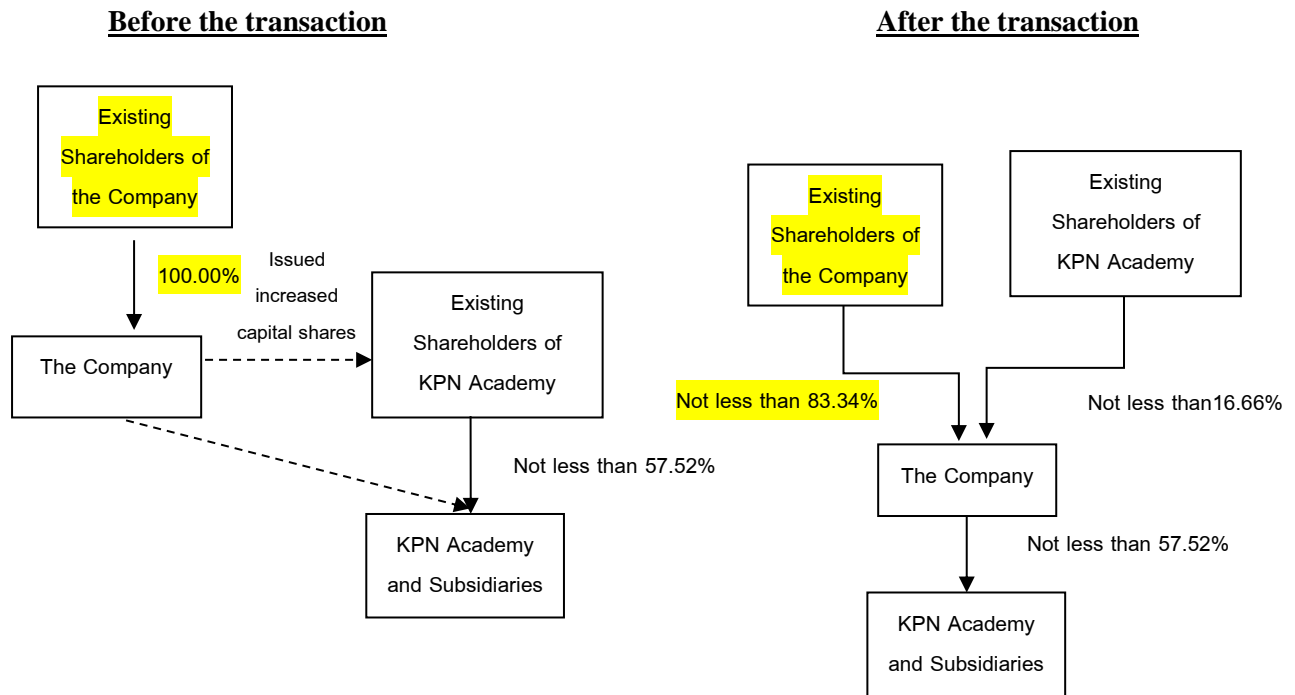 Before the transaction
Existing
Shareholders of
the Company
100.00%
Issued
increased
capital shares
The Company
Existing
Shareholders of
KPN Academy
Not less than 57.52%
KPN Academy
and Subsidiaries
After the transaction
Existing
Shareholders of
the Company
Existing
Shareholders of
KPN Academy
Not less than 83.34%
Not less than16.66%
The Company
Not less than 57.52%
KPN Academy
and Subsidiaries